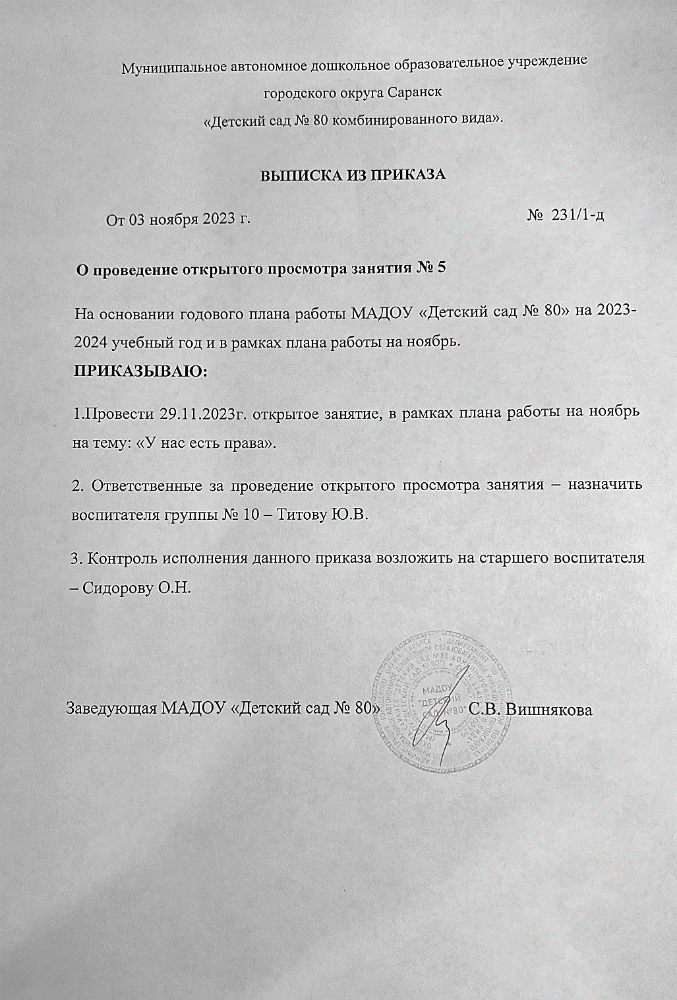 Муниципальное автономное дошкольное образовательное учреждение
городского округа Саранск
«Детский сад № 80 комбинированного вида».
ВЫПИСКА ИЗ ПРИКАЗА
От 03 ноября 2023 г.
№ 231/1-д
О проведение открытого просмотра занятия № 5
На основании годового плана работы МАДОУ «Детский сад № 80» на 2023-
2024 учебный год и в рамках плана работы на ноябрь.
ПРИКАЗЫВАЮ:
1.Провести 29.11.2023г. открытое занятие, в рамках плана работы на ноябрь
на тему: «У нас есть права».
2. Ответственные за проведение открытого просмотра занятия – назначить
воспитателя группы № 10 – Титову Ю.В.
3. Контроль исполнения данного приказа возложить на старшего воспитателя
– Сидорову О.Н.
Заведующая МАДОУ «Детский сад № 80»
С.В. Вишнякова
МАДОУ
"ДЕТСКИЙ
САД №80"